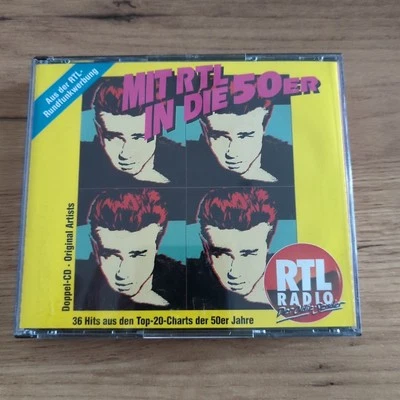 Aus der RTL-
Rundfunkwerbung
MIT RTL
IN DIE 50ER
Doppel-CD · Original Artists
RTL
RADIO
36 Hits aus den Top-20-Charts der 50er Jahre